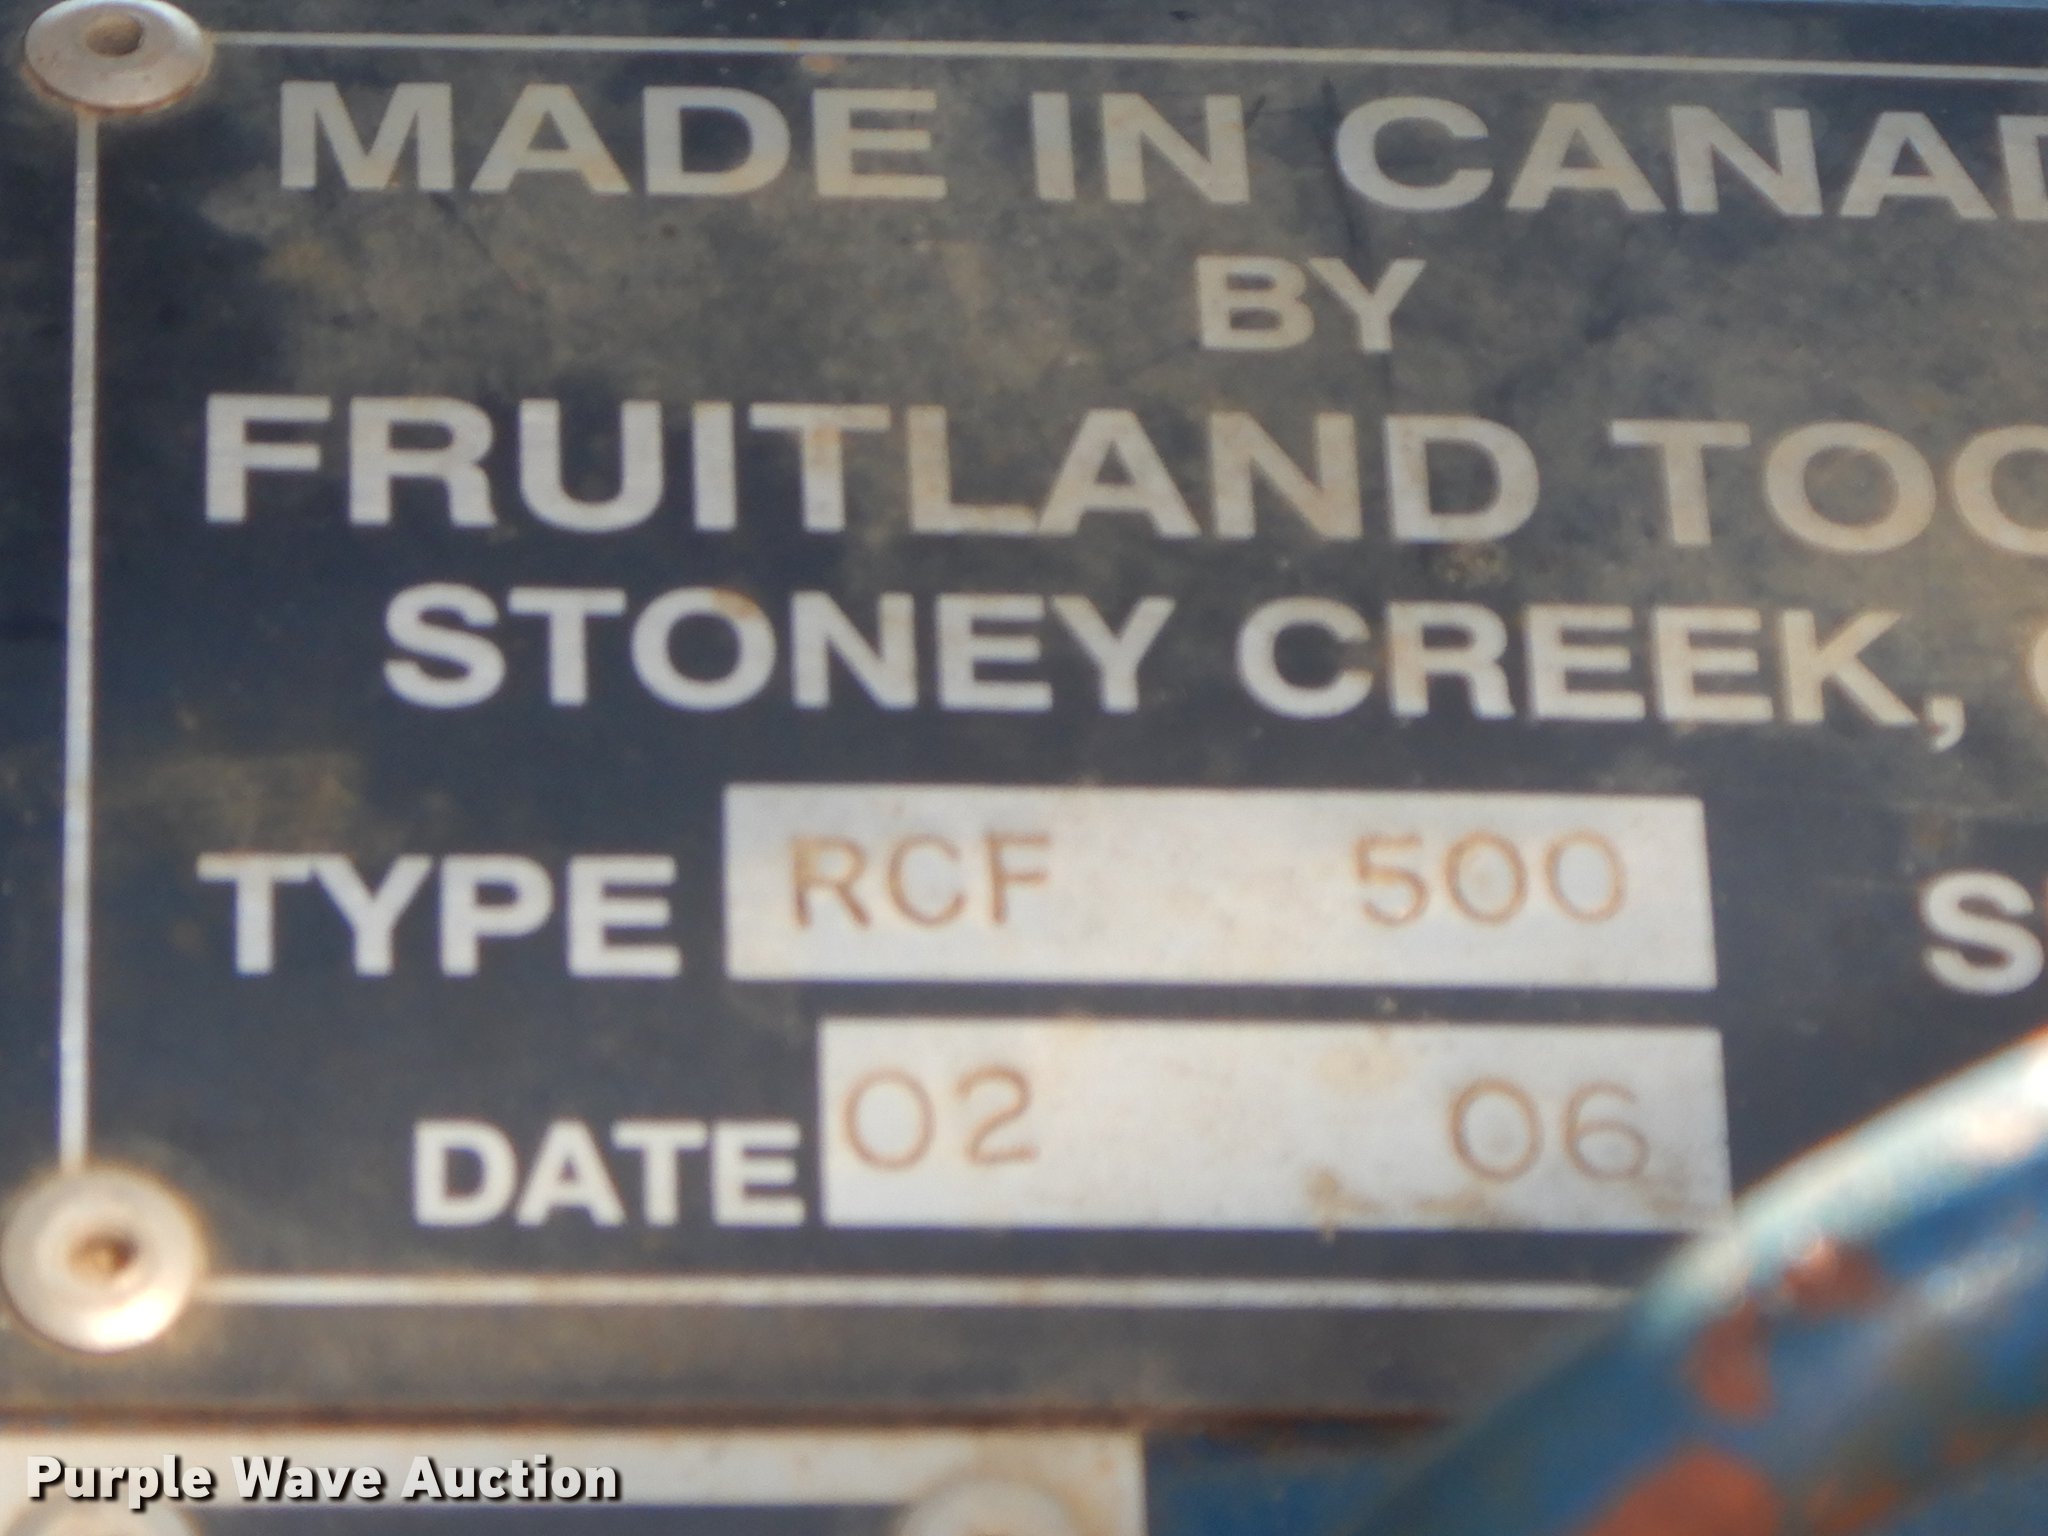 MADE IN CANAD
BY
FRUITLAND TOO
STONEY CREEK,
TYPE RCF 500 S
DATE 02 06
Purple Wave Auction